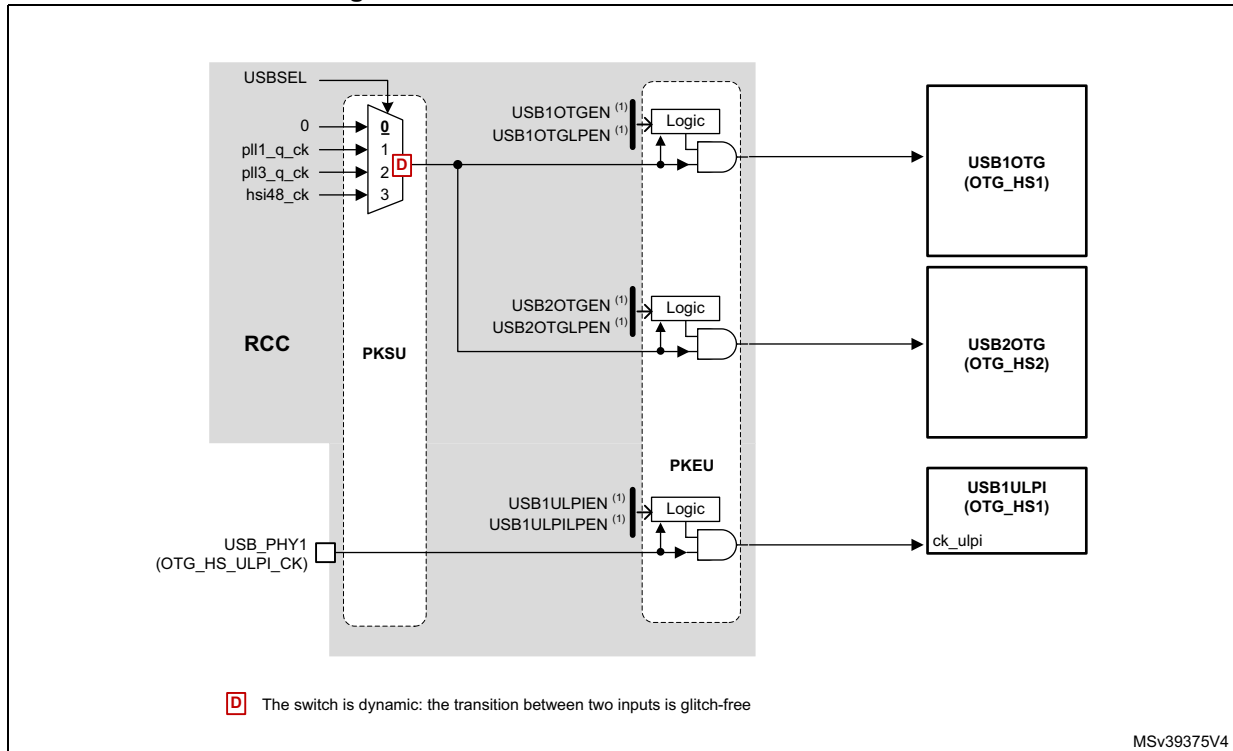 USBSEL
0
pll1_q_ck
pll3_q_ck
hsi48_ck
0
1
2
3
D
USB1OTGEN (1)
USB1OTGLPEN (1)
Logic
USB1OTG
(OTG_HS1)
RCC
PKSU
USB2OTGEN (1)
USB2OTGLPEN (1)
Logic
USB2OTG
(OTG_HS2)
PKEU
USB1ULPIEN (1)
USB1ULPILPEN (1)
Logic
USB1ULPI
(OTG_HS1)
ck_ulpi
USB_PHY1
(OTG_HS_ULPI_CK)
D The switch is dynamic: the transition between two inputs is glitch-free
MSv39375V4